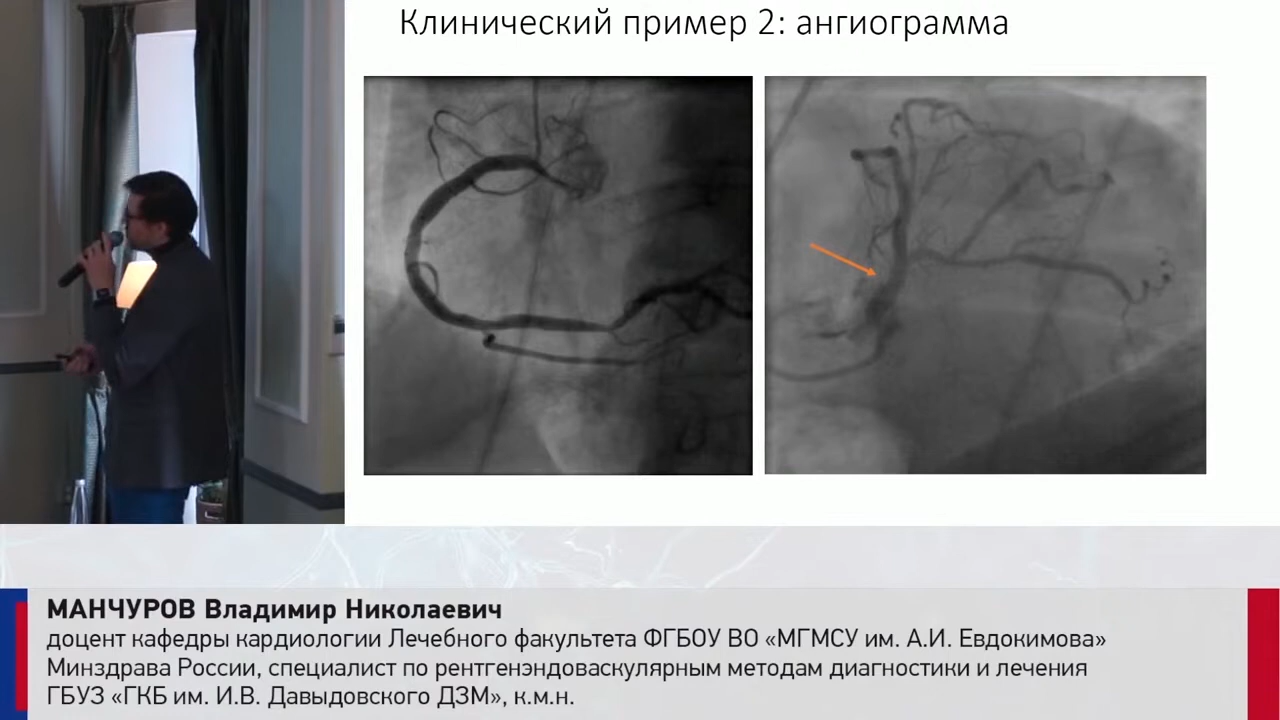 Клинический пример 2: ангиограмма
МАНЧУРОВ Владимир Николаевич
доцент кафедры кардиологии Лечебного факультета ФГБОУ ВО «МГМСУ им. А.И. Евдокимова»
Минздрава России, специалист по рентгенэндоваскулярным методам диагностики и лечения
ГБУЗ «ГКБ им. И.В. Давыдовского ДЗМ», к.м.н.